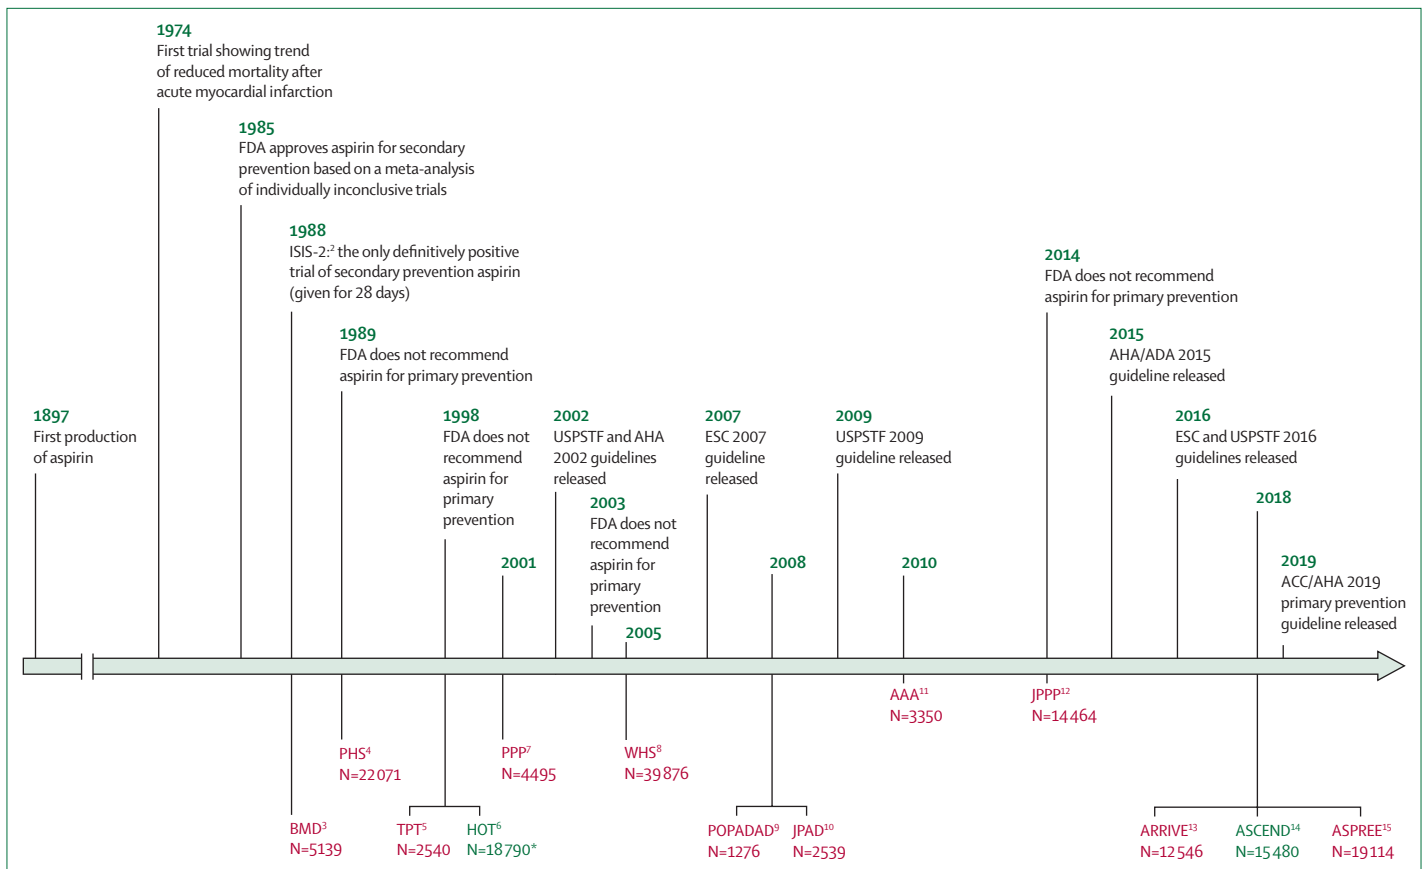 1974
First trial showing trend
of reduced mortality after
acute myocardial infarction
1985
FDA approves aspirin for secondary
prevention based on a meta-analysis
of individually inconclusive trials
1988
ISIS-2:² the only definitively positive
trial of secondary prevention aspirin
(given for 28 days)
1989
FDA does not recommend
aspirin for primary prevention
1897
First production
of aspirin
1998
FDA does not
recommend
aspirin for
primary
prevention
2001
2002
USPSTF and AHA
2002 guidelines
released
2003
FDA does not
recommend
aspirin for
primary
prevention
2005
2007
ESC 2007
guideline
released
2008
2009
USPSTF 2009
guideline released
2010
2014
FDA does not recommend
aspirin for primary prevention
2015
AHA/ADA 2015
guideline released
2016
ESC and USPSTF 2016
guidelines released
2018
2019
ACC/AHA 2019
primary prevention
guideline released
BMD³
N=5139
PHS⁴
N=22 071
TPT⁵
N=2540
HOT⁶
N=18 790*
PPP⁷
N=4495
WHS⁸
N=39 876
POPADAD⁹
N=1276
JPAD¹⁰
N=2539
AAA¹¹
N=3350
JPPP¹²
N=14 464
ARRIVE¹³
N=12 546
ASCEND¹⁴
N=15 480
ASPREE¹⁵
N=19 114